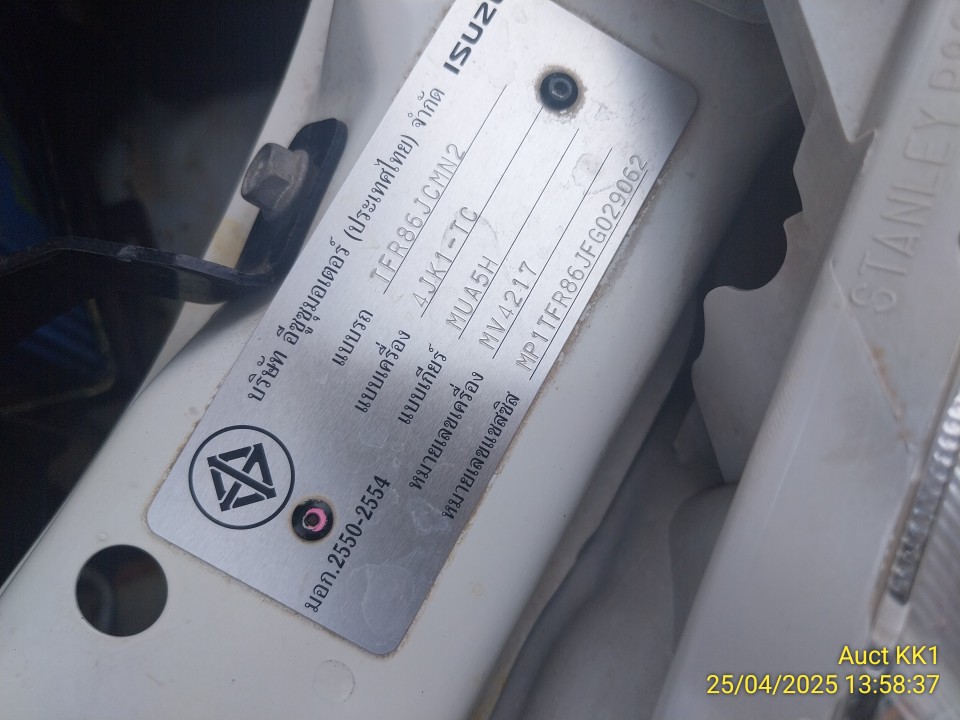 ISUZU
บริษัท อีซูซุมอเตอร์ (ประเทศไทย) จำกัด
แบบรถ TFR86JCMN2
แบบเครื่อง 4JK1-TC
แบบเกียร์ MUA5H
หมายเลขเครื่อง MV4217
หมายเลขแชสซิส MP1TFR86JFG029062
มอก.2550-2554
STANLEY
Auct KK1
25/04/2025 13:58:37